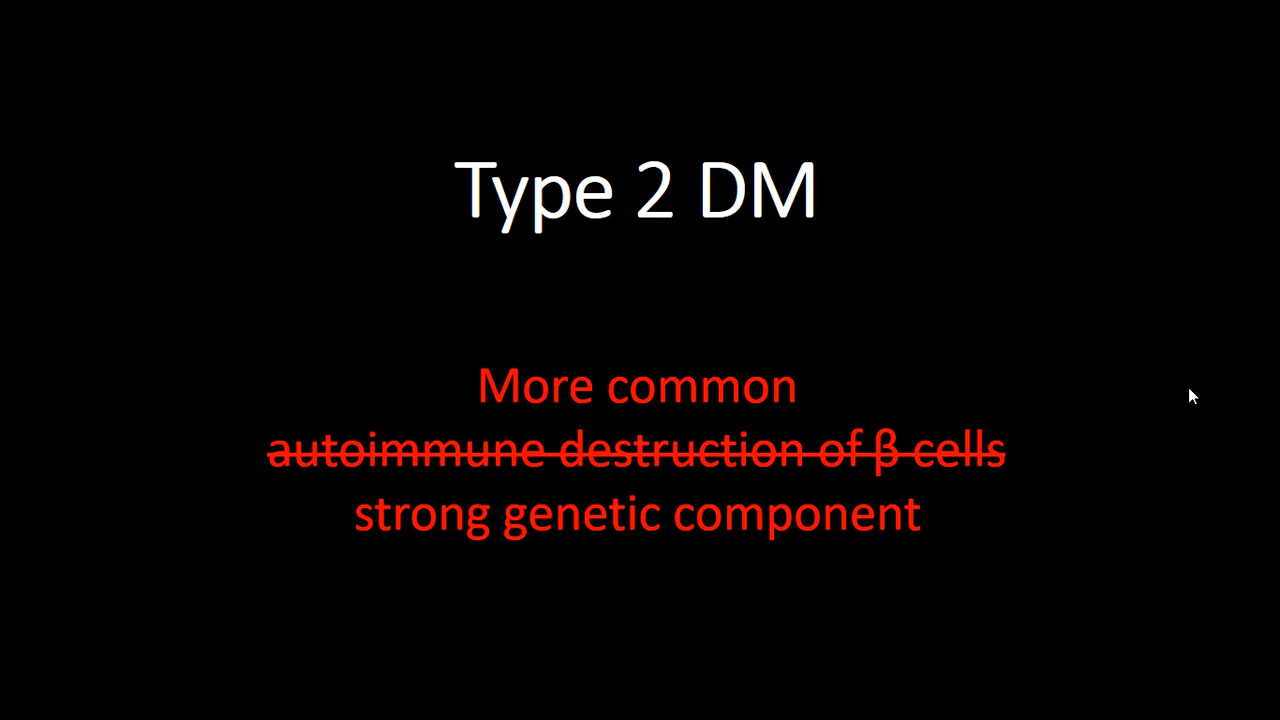 Type 2 DM
More common
autoimmune destruction of β cells
strong genetic component